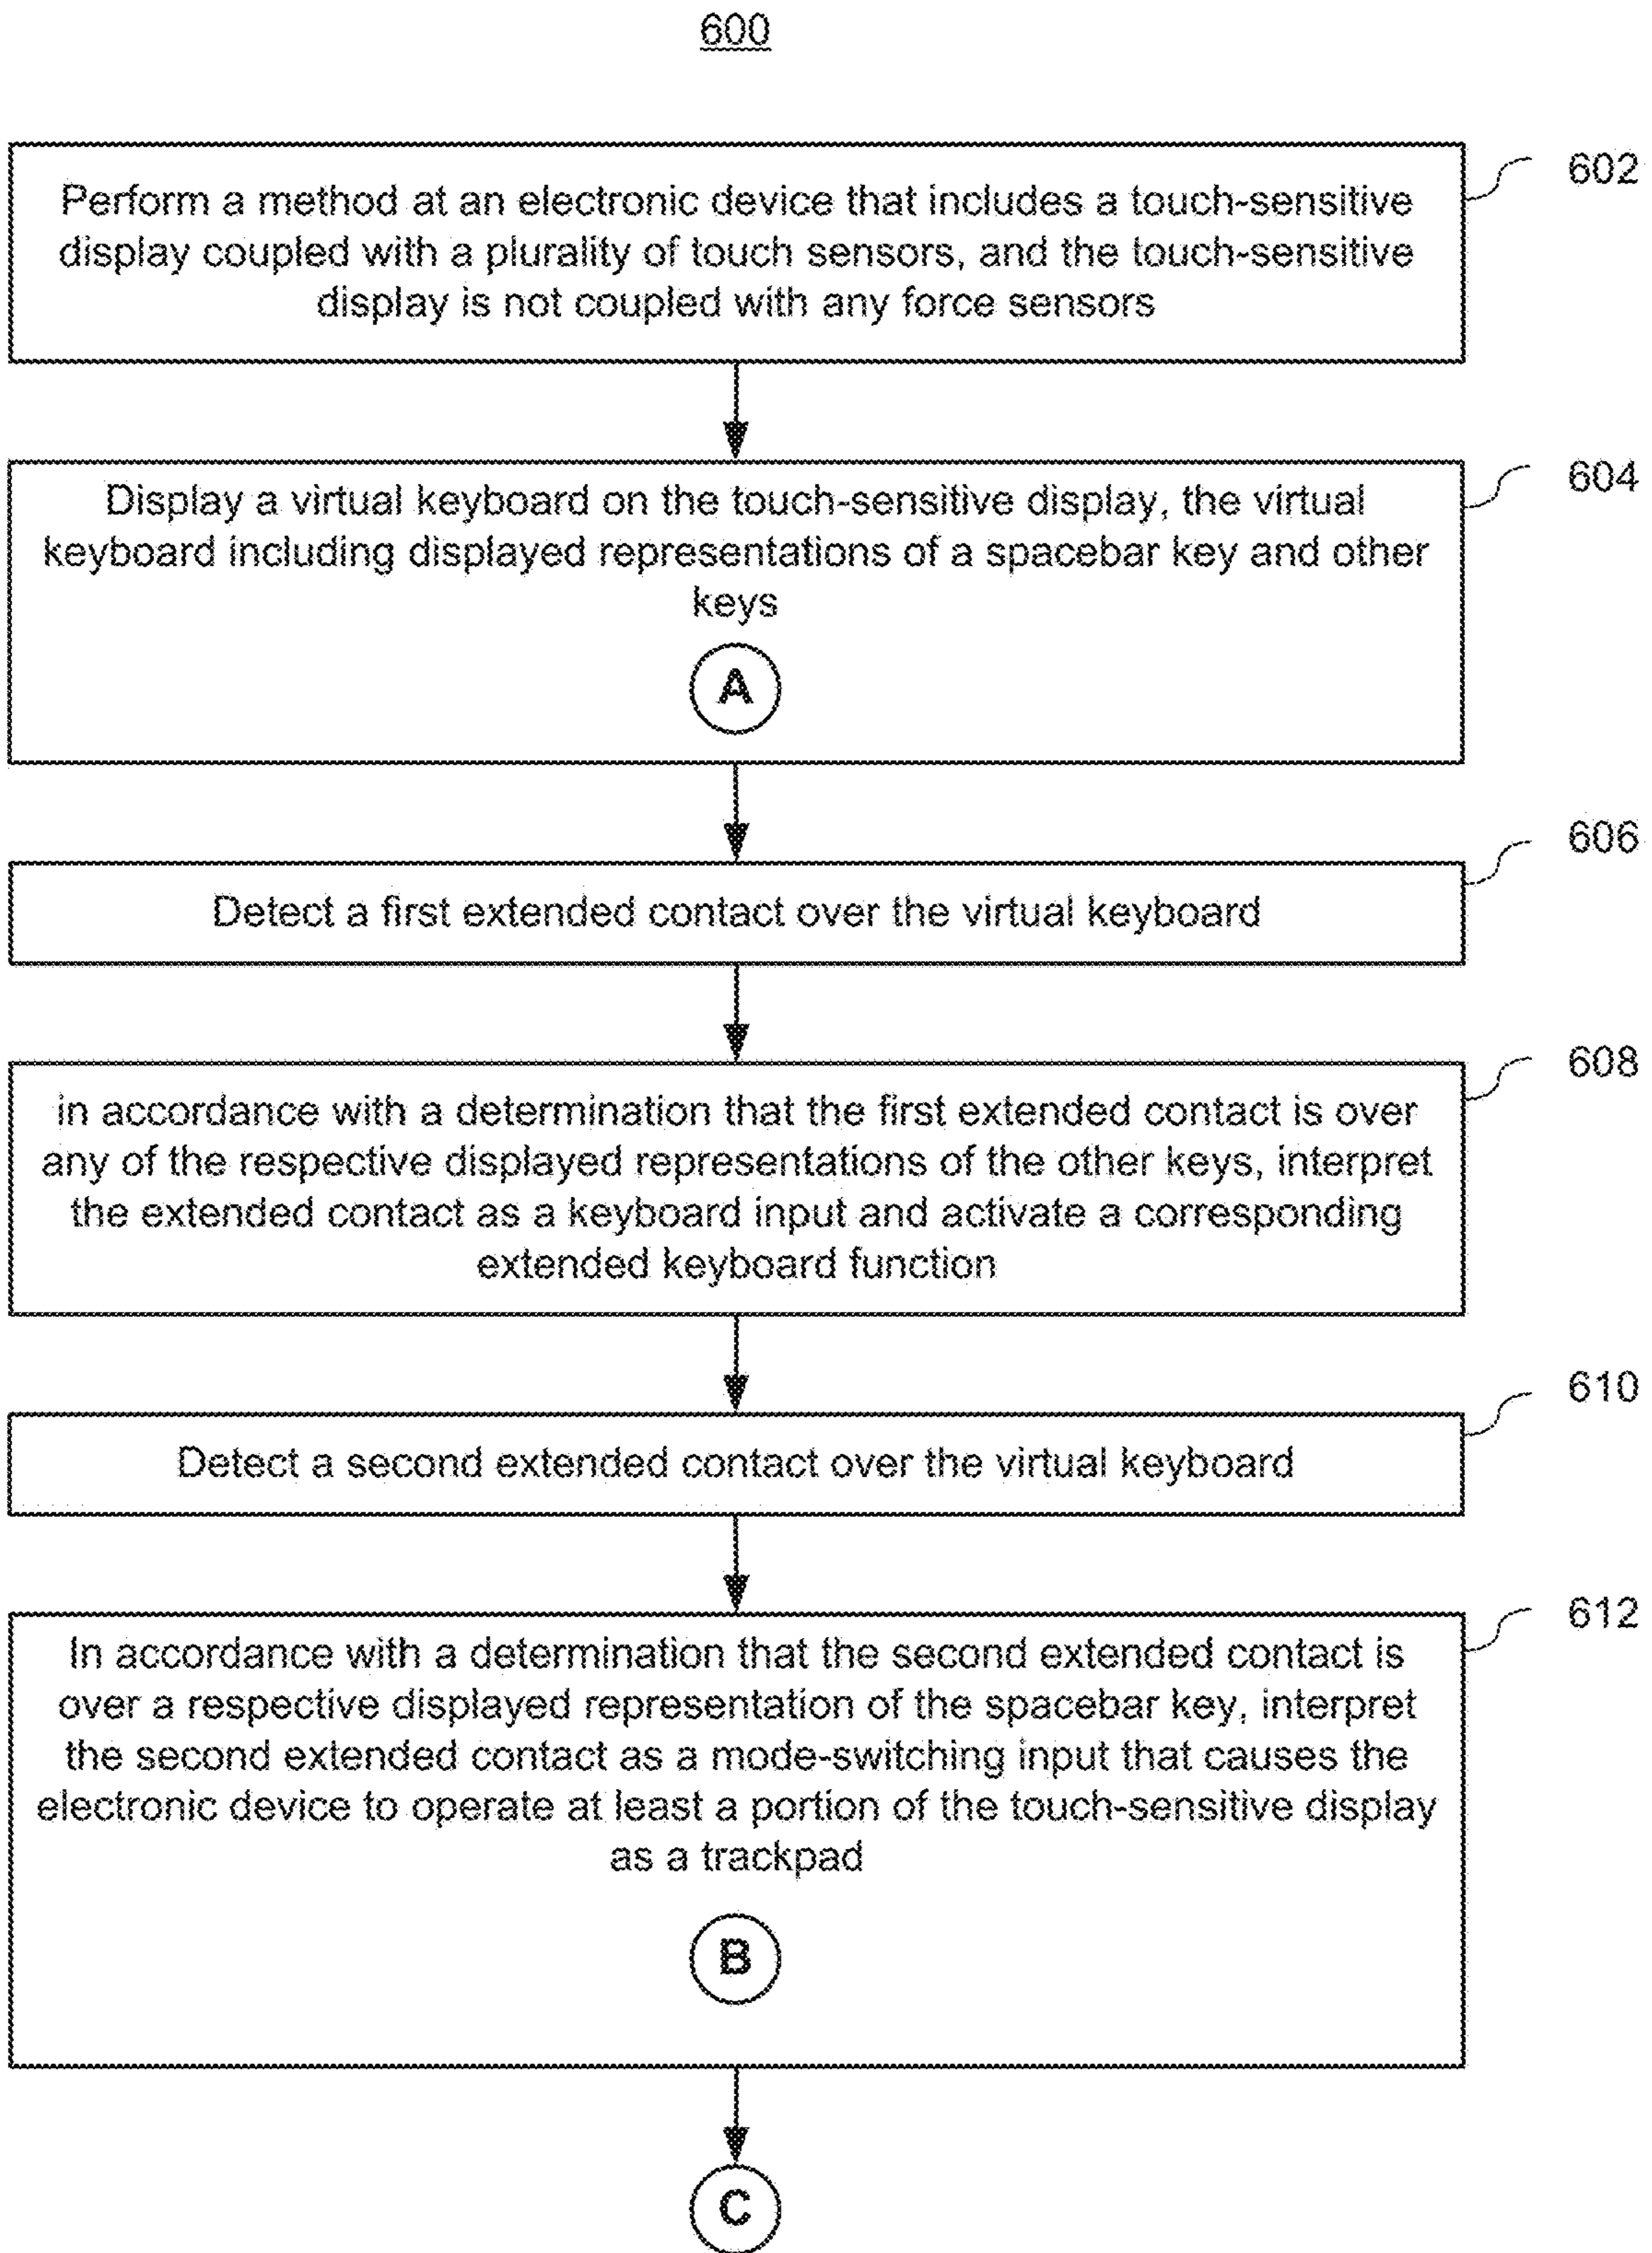 600
602
Perform a method at an electronic device that includes a touch-sensitive
display coupled with a plurality of touch sensors, and the touch-sensitive
display is not coupled with any force sensors
604
Display a virtual keyboard on the touch-sensitive display, the virtual
keyboard including displayed representations of a spacebar key and other
keys
A
606
Detect a first extended contact over the virtual keyboard
608
in accordance with a determination that the first extended contact is over
any of the respective displayed representations of the other keys, interpret
the extended contact as a keyboard input and activate a corresponding
extended keyboard function
610
Detect a second extended contact over the virtual keyboard
612
In accordance with a determination that the second extended contact is
over a respective displayed representation of the spacebar key, interpret
the second extended contact as a mode-switching input that causes the
electronic device to operate at least a portion of the touch-sensitive display
as a trackpad
B
C